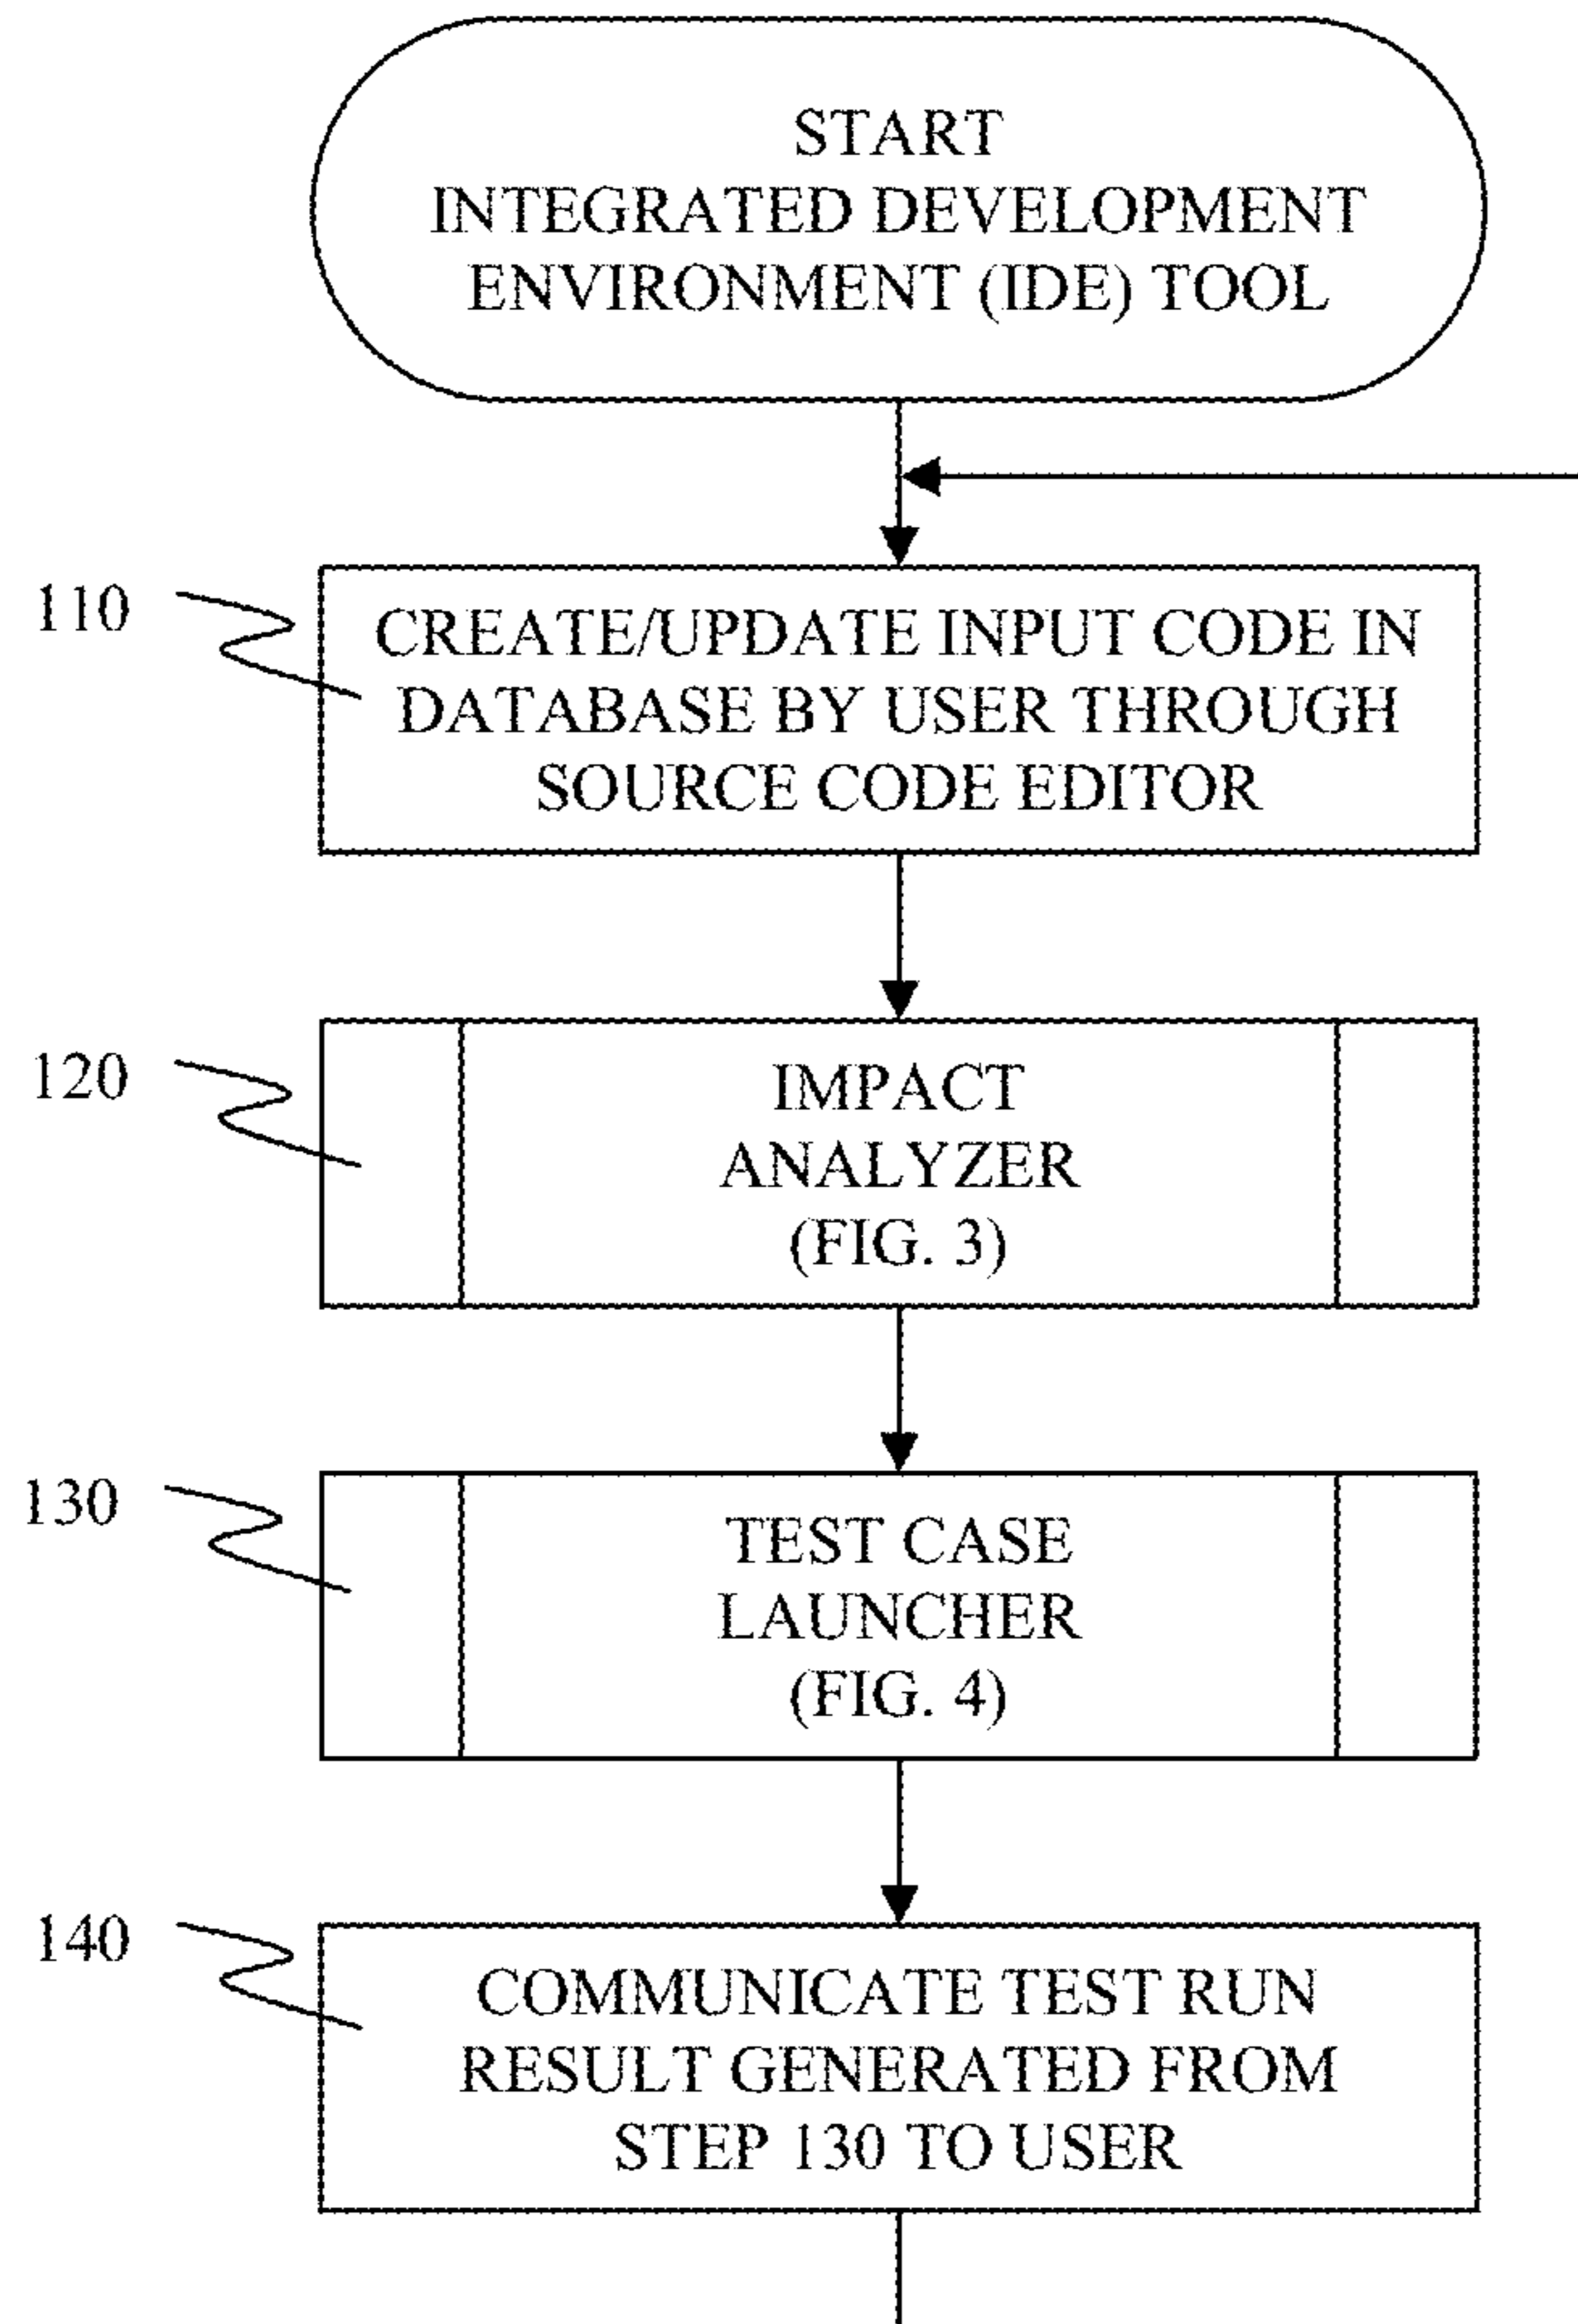 START
INTEGRATED DEVELOPMENT
ENVIRONMENT (IDE) TOOL
110
CREATE/UPDATE INPUT CODE IN
DATABASE BY USER THROUGH
SOURCE CODE EDITOR
120
IMPACT
ANALYZER
(FIG. 3)
130
TEST CASE
LAUNCHER
(FIG. 4)
140
COMMUNICATE TEST RUN
RESULT GENERATED FROM
STEP 130 TO USER